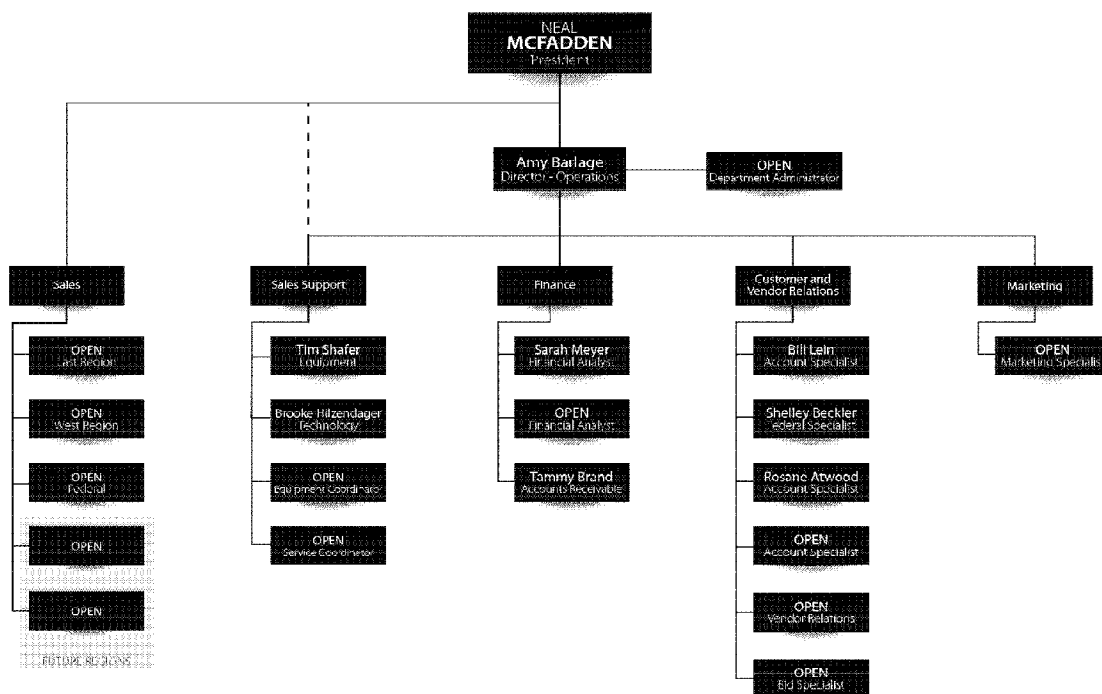 NEAL
MCFADDEN
President
Amy Barlage
Director - Operations
OPEN
Department Administrator
Sales
OPEN
East Region
OPEN
West Region
OPEN
Federal
OPEN
OPEN
FUTURE REGIONS
Sales Support
Tim Shafer
Equipment
Brooke Hilzendager
Technology
OPEN
Equipment Coordinator
OPEN
Service Coordinator
Finance
Sarah Meyer
Financial Analyst
OPEN
Financial Analyst
Tammy Brand
Accounts Receivable
Customer and
Vendor Relations
Bill Lein
Account Specialist
Shelley Beckler
Federal Specialist
Rosane Atwood
Account Specialist
OPEN
Account Specialist
OPEN
Vendor Relations
OPEN
Bid Specialist
Marketing
OPEN
Marketing Specialis